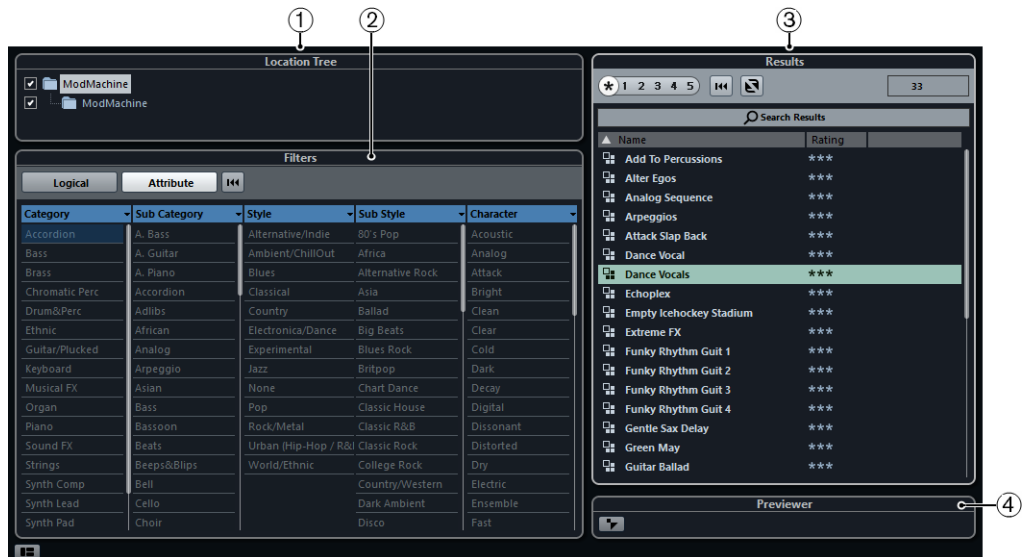 1
2
3
Location Tree
ModMachine
ModMachine
Filters
Logical
Attribute
Category Sub Category Style Sub Style Character
Accordion A. Bass Alternative/Indie 80's Pop Acoustic
Bass A. Guitar Ambient/ChillOut Africa Analog
Brass A. Piano Blues Alternative Rock Attack
Chromatic Perc Accordion Classical Asia Bright
Drum&Perc Adlibs Country Ballad Clean
Ethnic African Electronica/Dance Big Beats Clear
Guitar/Plucked Analog Experimental Blues Rock Cold
Keyboard Arpeggio Jazz Britpop Dark
Musical FX Asian None Chart Dance Decay
Organ Bass Pop Classic House Digital
Piano Bassoon Rock/Metal Classic R&B Dissonant
Sound FX Beats Urban (Hip-Hop / R&I Classic Rock Distorted
Strings Beeps&Blips World/Ethnic College Rock Dry
Synth Comp Bell Country/Western Electric
Synth Lead Cello Dark Ambient Ensemble
Synth Pad Choir Disco Fast
Results
* 1 2 3 4 5
33
Search Results
Name Rating
Add To Percussions ***
Alter Egos ***
Analog Sequence ***
Arpeggios ***
Attack Slap Back ***
Dance Vocal ***
Dance Vocals ***
Echoplex ***
Empty Icehockey Stadium ***
Extreme FX ***
Funky Rhythm Guit 1 ***
Funky Rhythm Guit 2 ***
Funky Rhythm Guit 3 ***
Funky Rhythm Guit 4 ***
Gentle Sax Delay ***
Green May ***
Guitar Ballad ***
Previewer
4